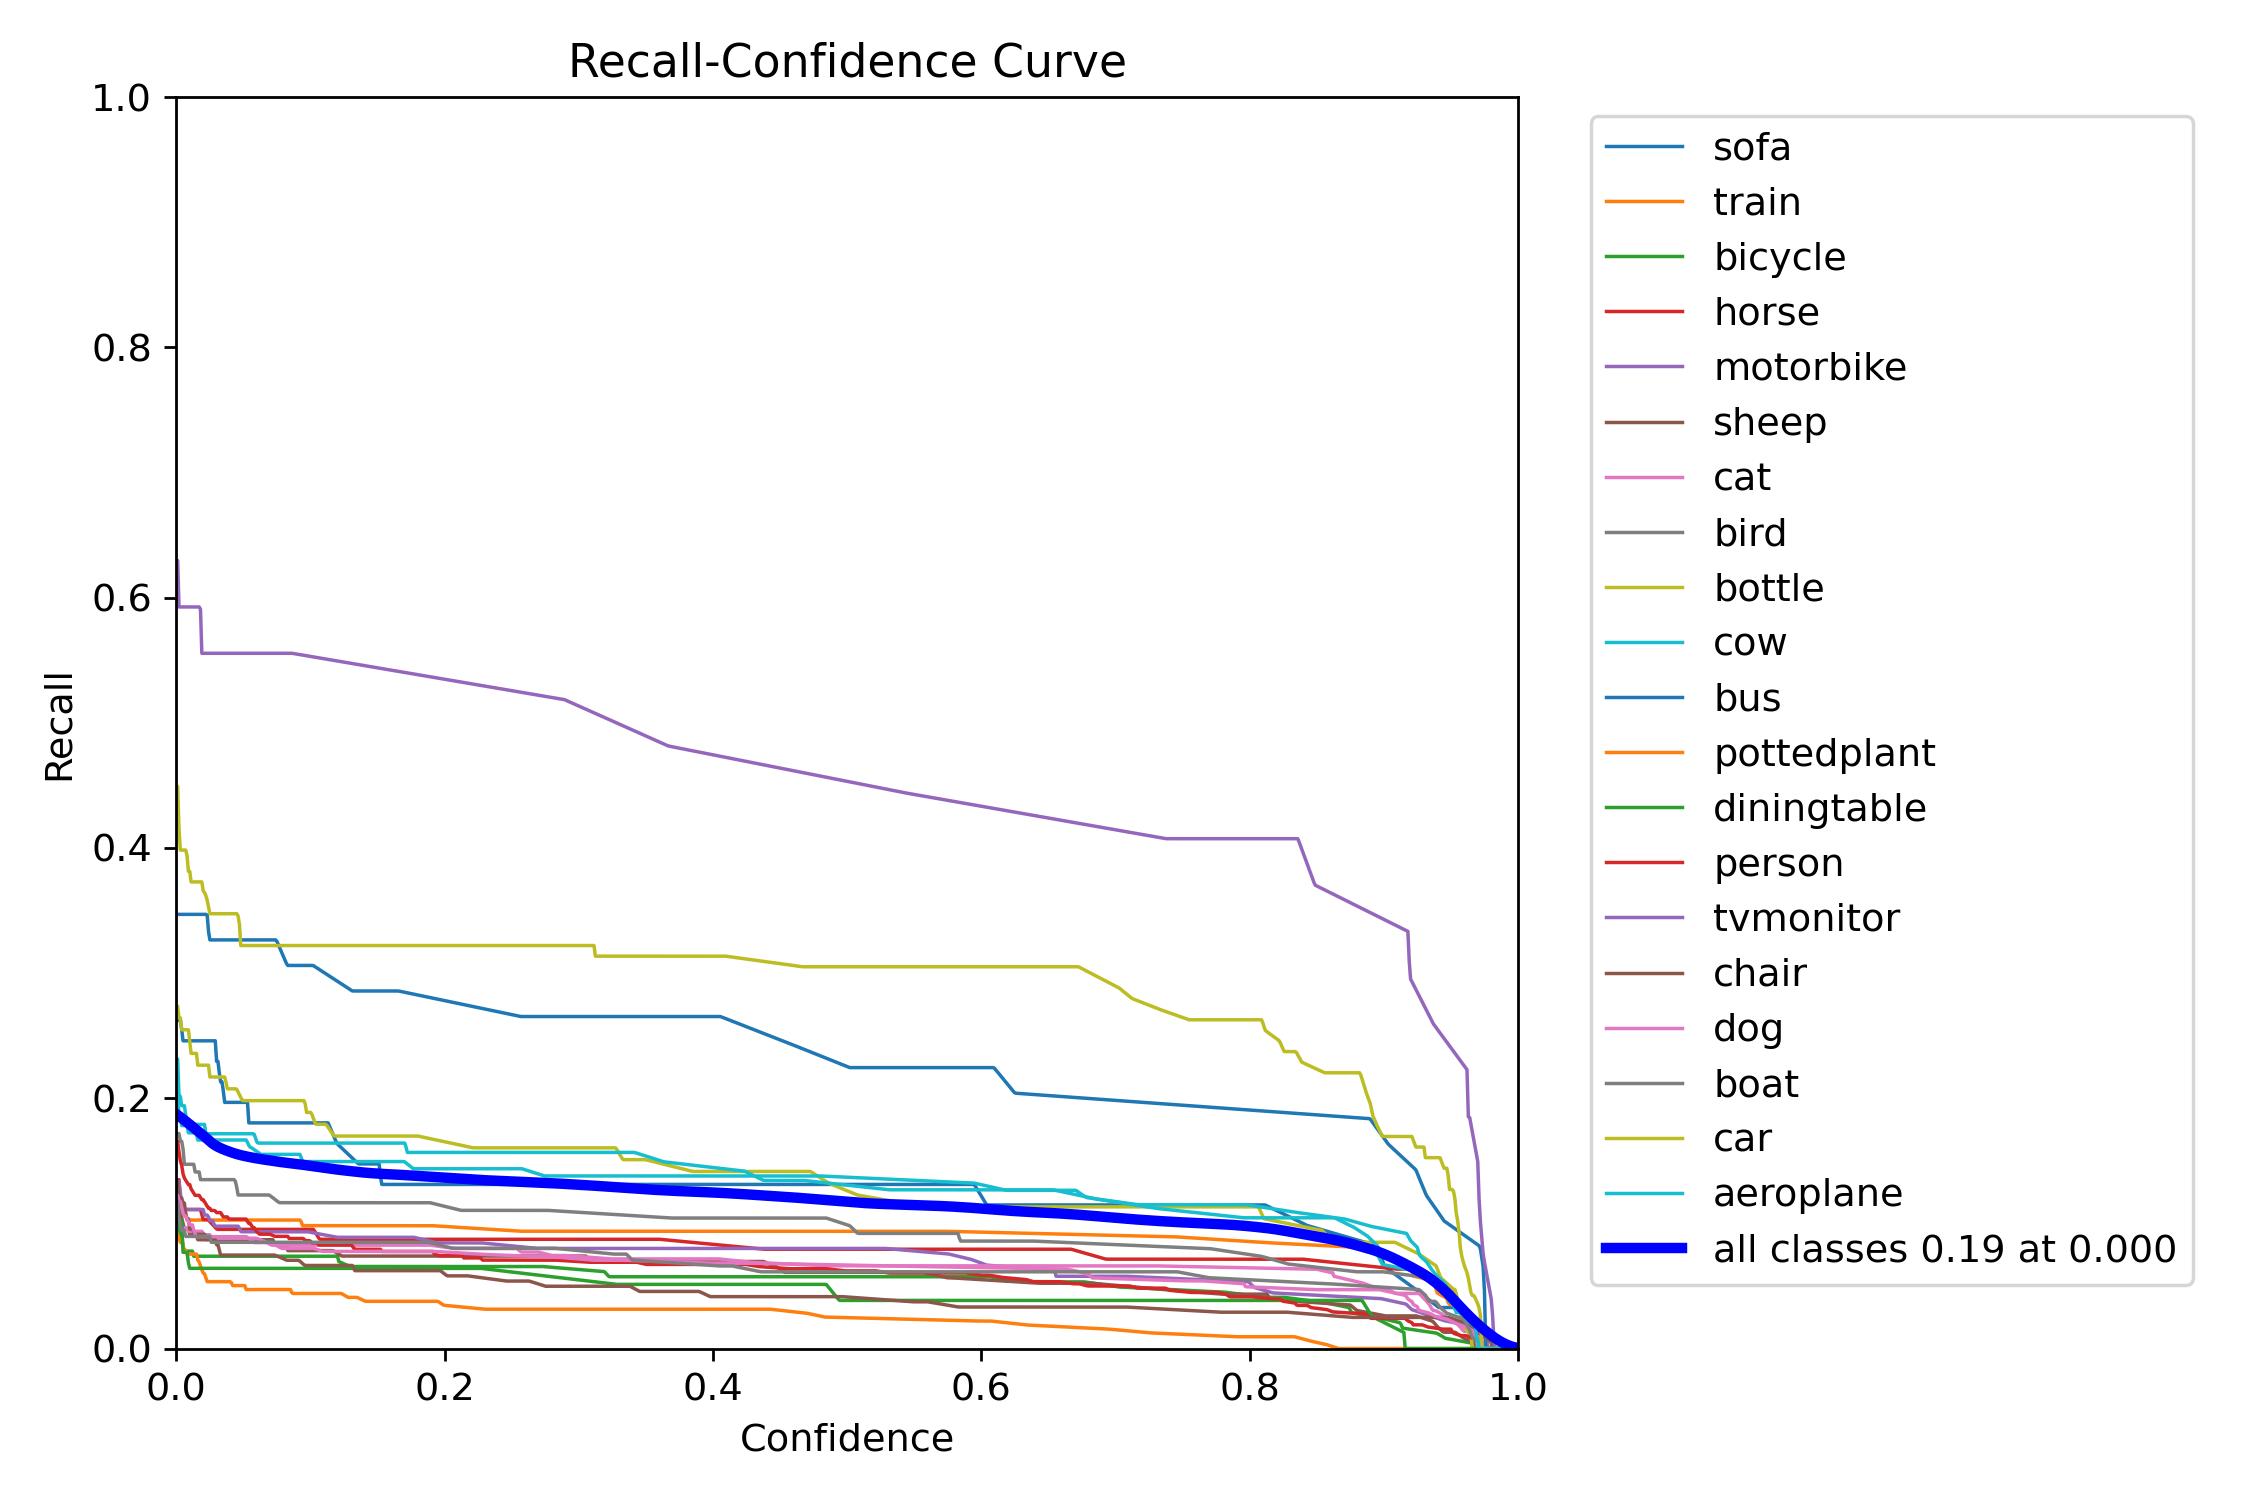 Recall-Confidence Curve
1.0
0.8
0.6
0.4
0.2
0.0
Recall
0.0 0.2 0.4 0.6 0.8 1.0
Confidence
sofa
train
bicycle
horse
motorbike
sheep
cat
bird
bottle
cow
bus
pottedplant
diningtable
person
tvmonitor
chair
dog
boat
car
aeroplane
all classes 0.19 at 0.000